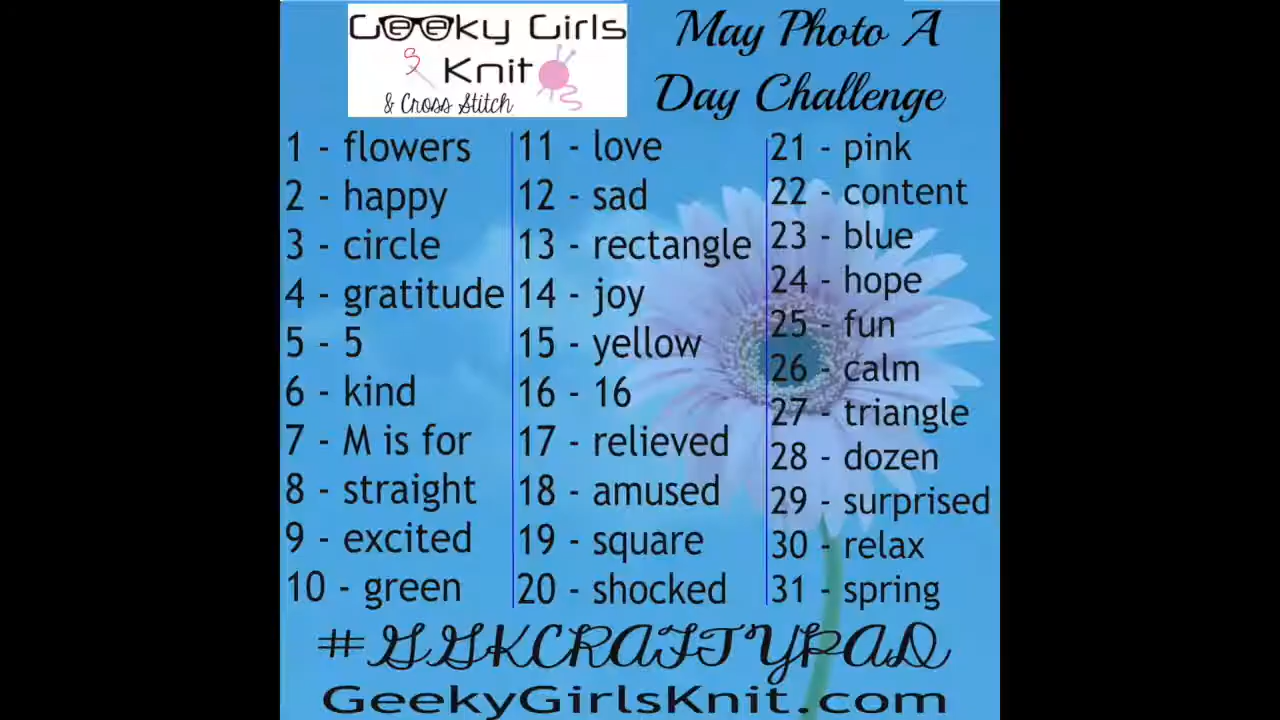 Geeky Girls
Knit
& Cross Stitch
May Photo A
Day Challenge
1 - flowers
2 - happy
3 - circle
4 - gratitude
5 - 5
6 - kind
7 - M is for
8 - straight
9 - excited
10 - green
11 - love
12 - sad
13 - rectangle
14 - joy
15 - yellow
16 - 16
17 - relieved
18 - amused
19 - square
20 - shocked
21 - pink
22 - content
23 - blue
24 - hope
25 - fun
26 - calm
27 - triangle
28 - dozen
29 - surprised
30 - relax
31 - spring
#GGKCRAFTYPAD
GeekyGirlsKnit.com